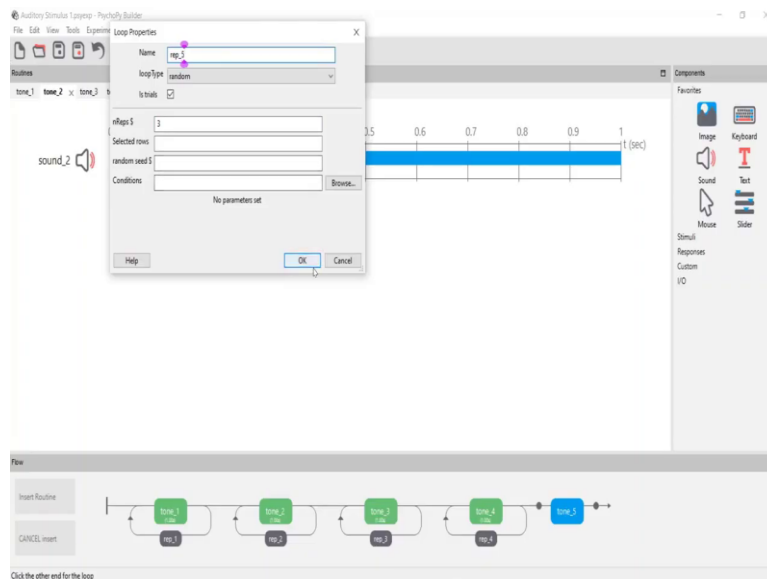 Auditory Stimulus 1.psyexp - PsychoPy Builder
File Edit View Tools Experime
Loop Properties X
Name rep_5
loopType random
Is trials
nReps $ 3
Selected rows
random seed $
Conditions Browse...
No parameters set
Help OK Cancel
Routines
tone_1 tone_2 x tone_3
0.5 0.6 0.7 0.8 0.9 1
t (sec)
sound_2
Components
Favorites
Image Keyboard
Sound Text
Mouse Slider
Stimuli
Responses
Custom
I/O
Flow
Insert Routine
CANCEL insert
tone_1 tone_2 tone_3 tone_4 tone_5
rep_1 rep_2 rep_3 rep_4
Click the other end for the loop